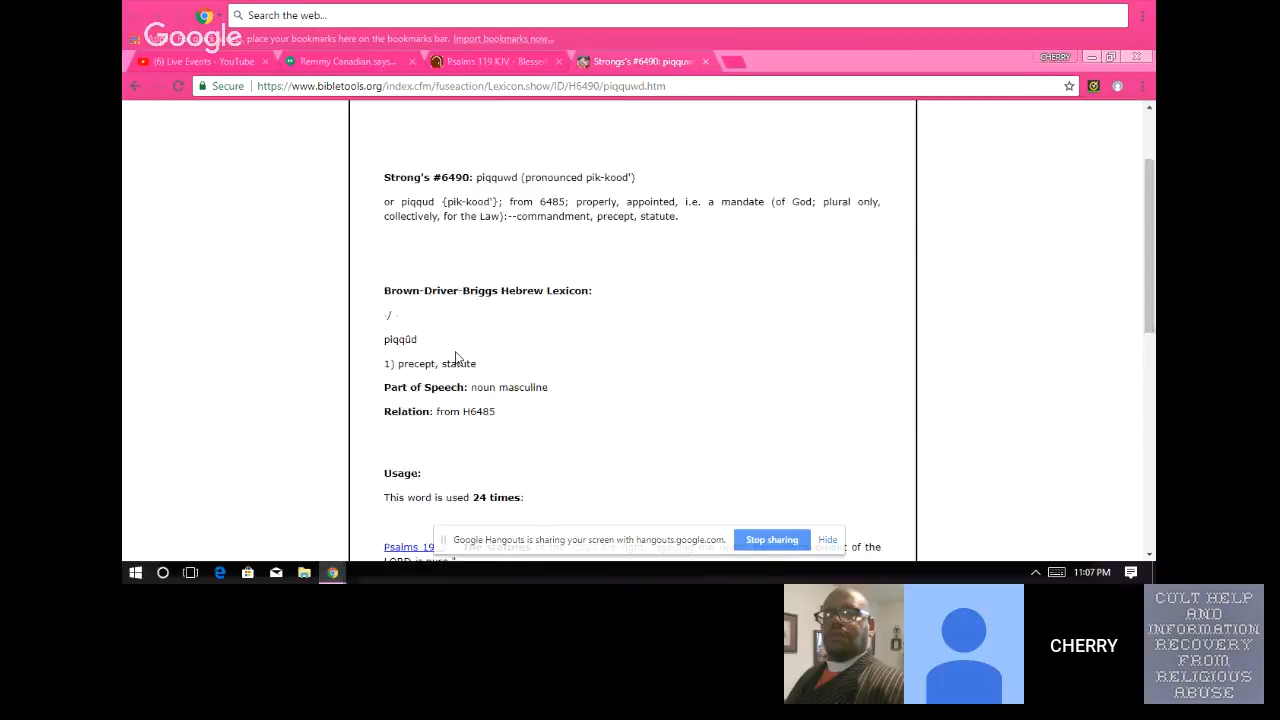 Search the web...
Google
place your bookmarks here on the bookmarks bar. Import bookmarks now...
(6) Live Events - YouTube
Remmy Canadian says...
Psalms 119 KJV - Blessed
Strongs's #6490: piqquwd
CHERRY
Secure
https://www.bibletools.org/index.cfm/fuseaction/Lexicon.show/ID/H6490/piqquwd.htm
Strong's #6490: piqquwd (pronounced pik-kood')
or piqqud {pik-kood'}; from 6485; properly, appointed, i.e. a mandate (of God; plural only,
collectively, for the Law):--commandment, precept, statute.
Brown-Driver-Briggs Hebrew Lexicon:
piqqûd
1) precept, statute
Part of Speech: noun masculine
Relation: from H6485
Usage:
This word is used 24 times:
Google Hangouts is sharing your screen with hangouts.google.com.
Stop sharing
Hide
Psalms 19
of the
LORD is pure,"
11:07 PM
CHERRY
CULT HELP
AND
INFORMATION
RECOVERY
FROM
RELIGIOUS
ABUSE